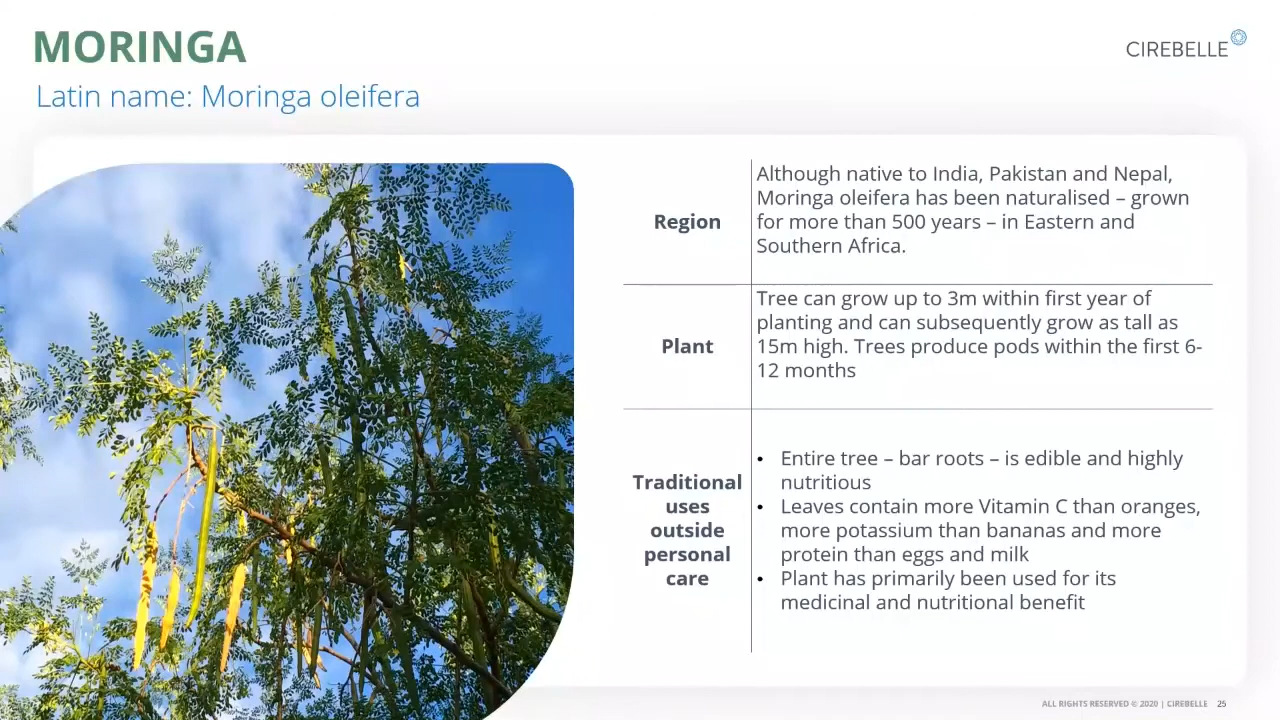 MORINGA
CIREBELLE
Latin name: Moringa oleifera
Region
Although native to India, Pakistan and Nepal,
Moringa oleifera has been naturalised – grown
for more than 500 years – in Eastern and
Southern Africa.
Plant
Tree can grow up to 3m within first year of
planting and can subsequently grow as tall as
15m high. Trees produce pods within the first 6-
12 months
Traditional
uses
outside
personal
care
• Entire tree – bar roots – is edible and highly
nutritious
• Leaves contain more Vitamin C than oranges,
more potassium than bananas and more
protein than eggs and milk
• Plant has primarily been used for its
medicinal and nutritional benefit
ALL RIGHTS RESERVED © 2020 | CIREBELLE 25